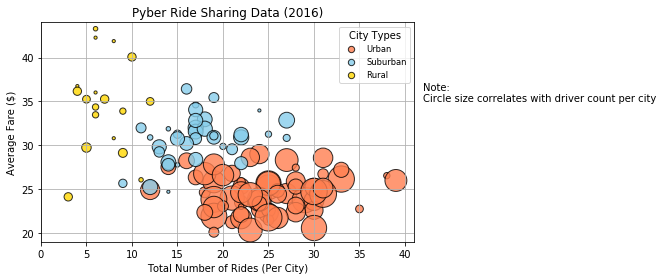 Pyber Ride Sharing Data (2016)
City Types
Urban
Suburban
Rural
Note:
Circle size correlates with driver count per city
Average Fare ($)
40
35
30
25
20
0
5
10
15
20
25
30
35
40
Total Number of Rides (Per City)